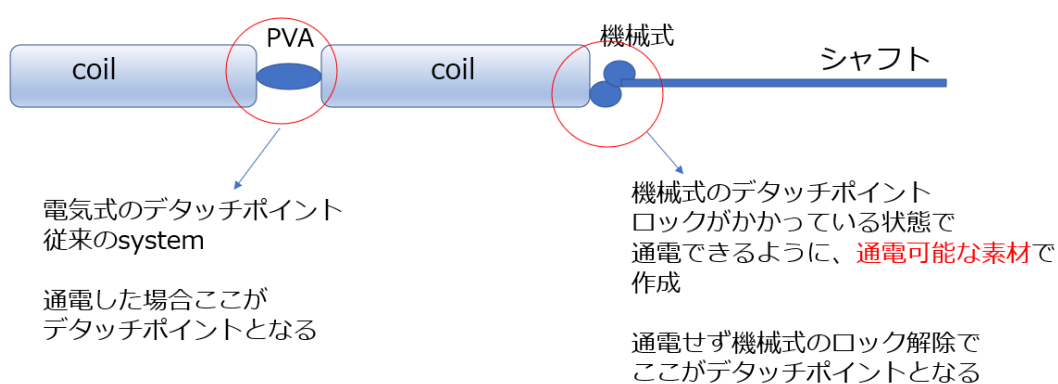 coil
PVA
coil
機械式
シャフト
電気式のデタッチポイント
従来のsystem
通電した場合ここが
デタッチポイントとなる
機械式のデタッチポイント
ロックがかかっている状態で
通電できるように、通電可能な素材で
作成
通電せず機械式のロック解除で
ここがデタッチポイントとなる